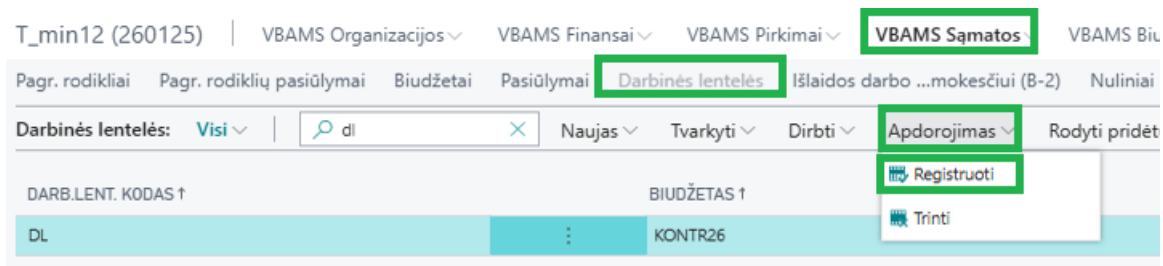 T_min12 (260125) VBAMS Organizacijos VBAMS Finansai VBAMS Pirkimai VBAMS Sąmatos VBAMS Biu
Pagr. rodikliai Pagr. rodiklių pasiūlymai Biudžetai Pasiūlymai Darbinės lentelės Išlaidos darbo ...mokesčiui (B-2) Nuliniai
Darbinės lentelės: Visi dl Naujas Tvarkyti Dirbti Apdorojimas Rodyti pridėt
Registruoti
DARB.LENT. KODAS ↑ BIUDŽETAS ↑
Trinti
DL KONTR26